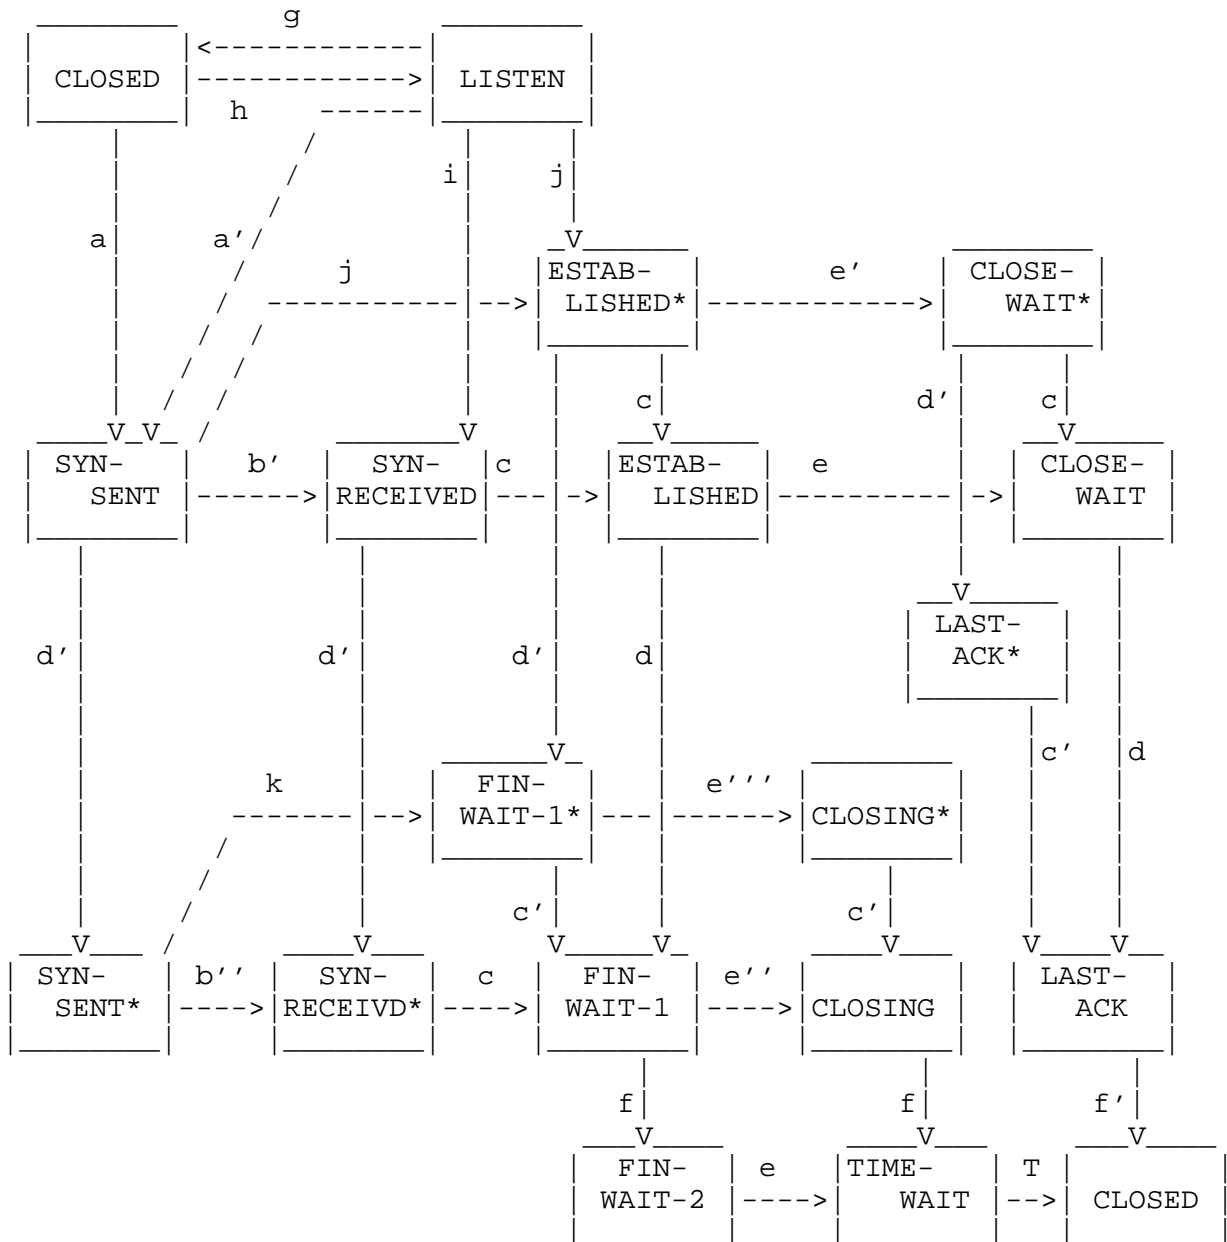 g
CLOSED <------------ LISTEN
------------>
h ------
i j
a a' 
j ESTAB- e' CLOSE-
LISHED* WAIT*
c d' c
SYN- b' SYN- c ESTAB- e CLOSE-
SENT RECEIVED LISHED WAIT
LAST-
d' d' d' d ACK*
c' d
k FIN- e'''
WAIT-1* CLOSING*
c' c'
SYN- b'' SYN- c FIN- e'' LAST-
SENT* RECEIVD* WAIT-1 CLOSING ACK
f f f'
FIN- e TIME- T
WAIT-2 WAIT CLOSED